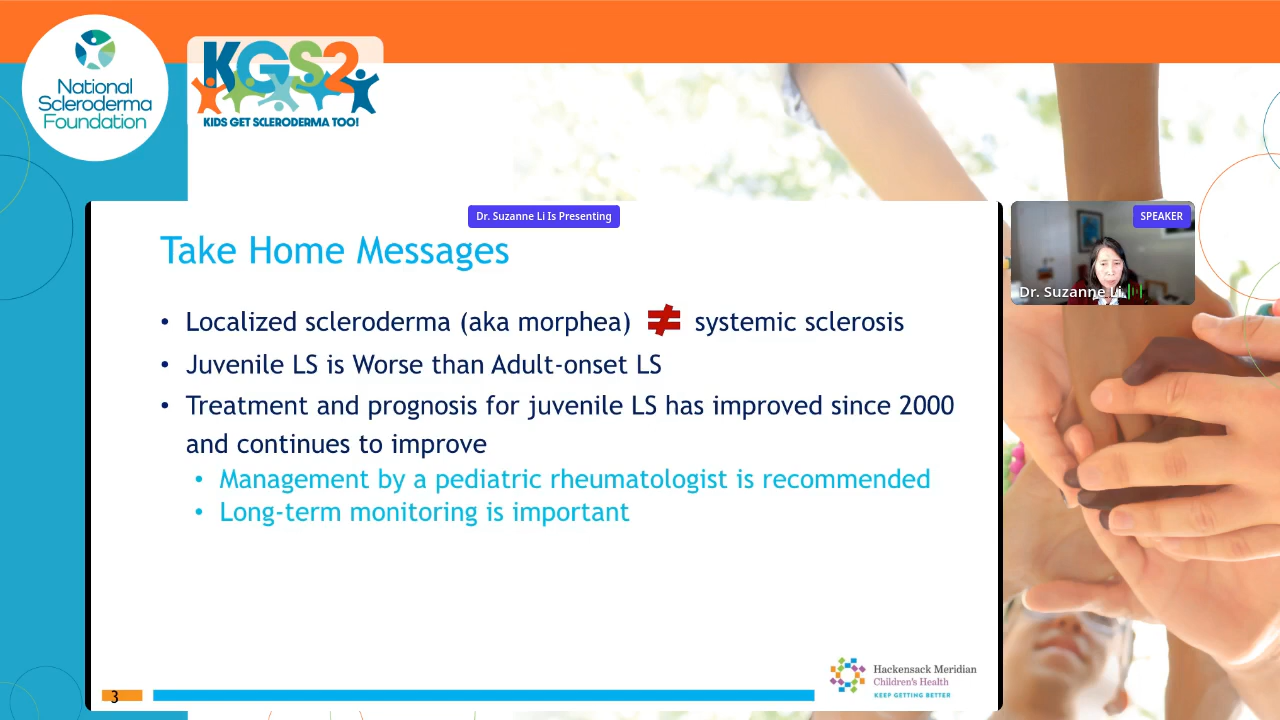 National
Scleroderma
Foundation
KGS2
KIDS GET SCLERODERMA TOO!
Dr. Suzanne Li Is Presenting
SPEAKER
Dr. Suzanne Li
Take Home Messages
• Localized scleroderma (aka morphea) ≠ systemic sclerosis
• Juvenile LS is Worse than Adult-onset LS
• Treatment and prognosis for juvenile LS has improved since 2000
and continues to improve
• Management by a pediatric rheumatologist is recommended
• Long-term monitoring is important
3
Hackensack Meridian
Children's Health
KEEP GETTING BETTER